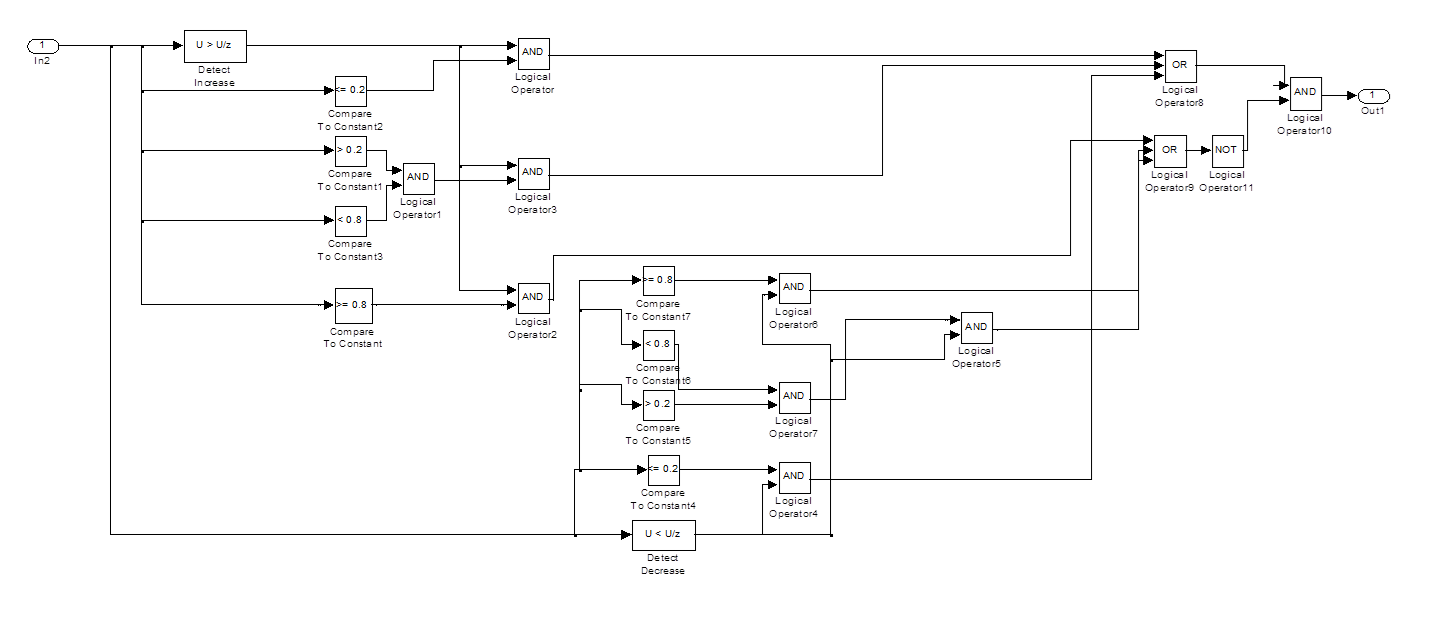 1
In2
U > U/z
Detect
Increase
<= 0.2
Compare
To Constant2
> 0.2
Compare
To Constant1
< 0.8
Compare
To Constant3
>= 0.8
Compare
To Constant
AND
Logical
Operator1
AND
Logical
Operator
AND
Logical
Operator3
AND
Logical
Operator2
>= 0.8
Compare
To Constant7
< 0.8
Compare
To Constant6
> 0.2
Compare
To Constant5
<= 0.2
Compare
To Constant4
U < U/z
Detect
Decrease
AND
Logical
Operator6
AND
Logical
Operator7
AND
Logical
Operator4
AND
Logical
Operator5
OR
Logical
Operator8
OR
Logical
Operator9
NOT
Logical
Operator11
AND
Logical
Operator10
1
Out1